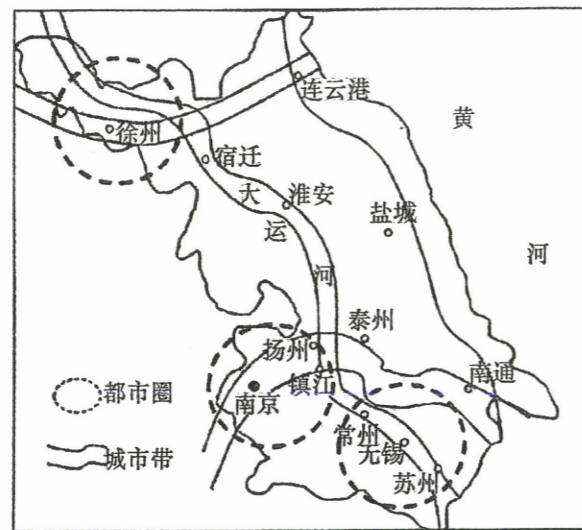 连云港
黄
徐州
宿迁
大
淮安
运
盐城
河
河
泰州
扬州
镇江
南通
南京
常州
无锡
苏州
都市圈
城市带